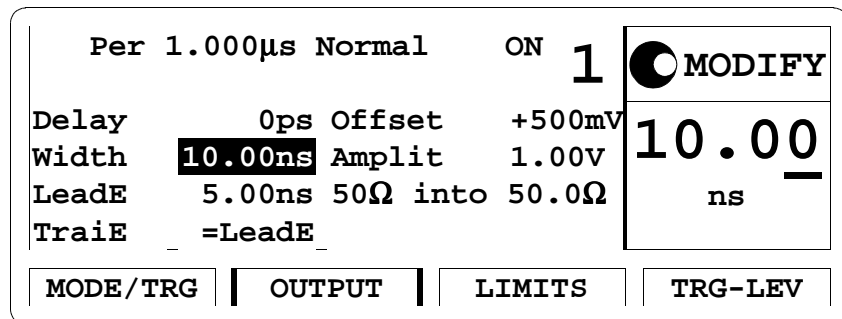 Per 1.000µs Normal ON 1 MODIFY
Delay 0ps Offset +500mV
Width 10.00ns Amplit 1.00V 10.00
LeadE 5.00ns 50Ω into 50.0Ω ns
TraiE =LeadE
MODE/TRG OUTPUT LIMITS TRG-LEV